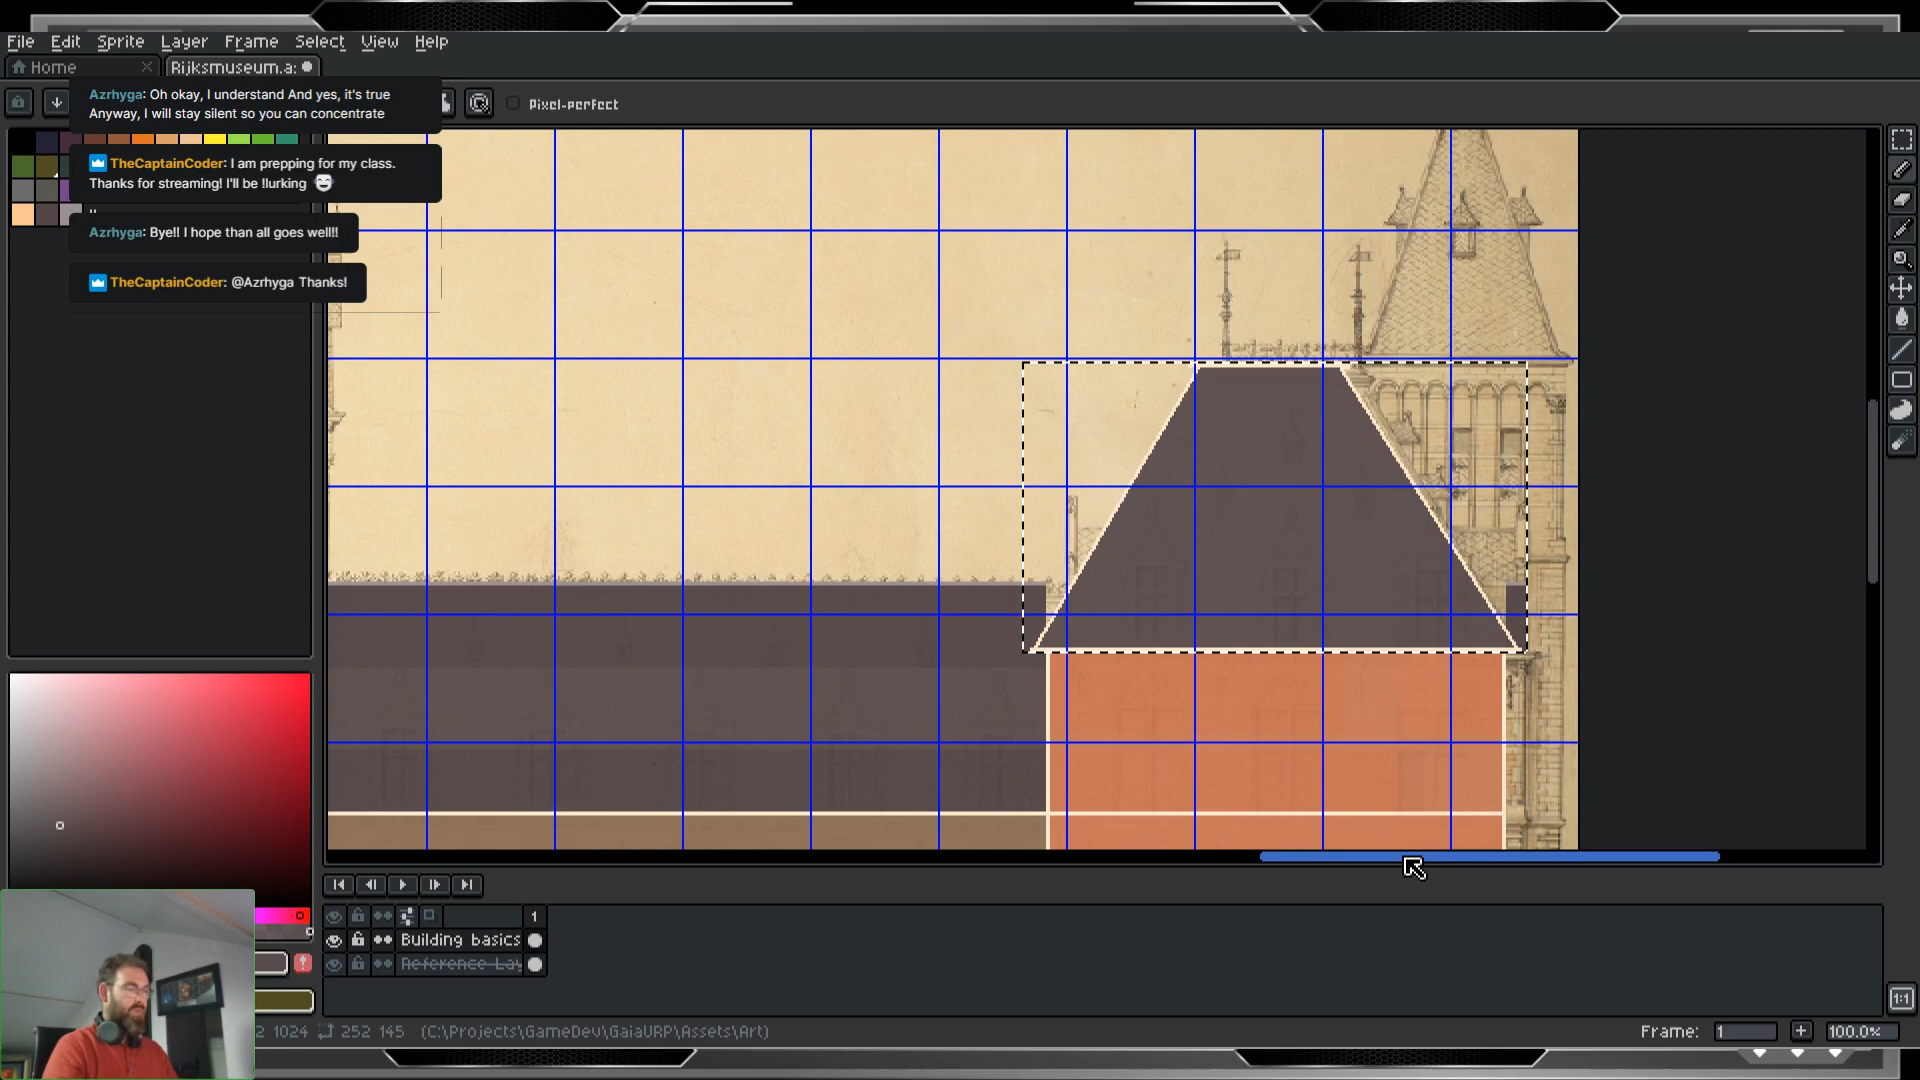 File Edit Sprite Layer Frame Select View Help
Home
Rijksmuseum.a:
Azrhyga: Oh okay, I understand And yes, it's true
Anyway, I will stay silent so you can concentrate
Pixel-perfect
TheCaptainCoder: I am prepping for my class.
Thanks for streaming! I'll be !lurking
Azrhyga: Bye!! I hope than all goes well!!
TheCaptainCoder: @Azrhyga Thanks!
1
Building basics
Reference Lay
1:1
2 1024 252 145 (C:\Projects\GameDev\GaiaURP\Assets\Art)
Frame: 1 + 100.0%